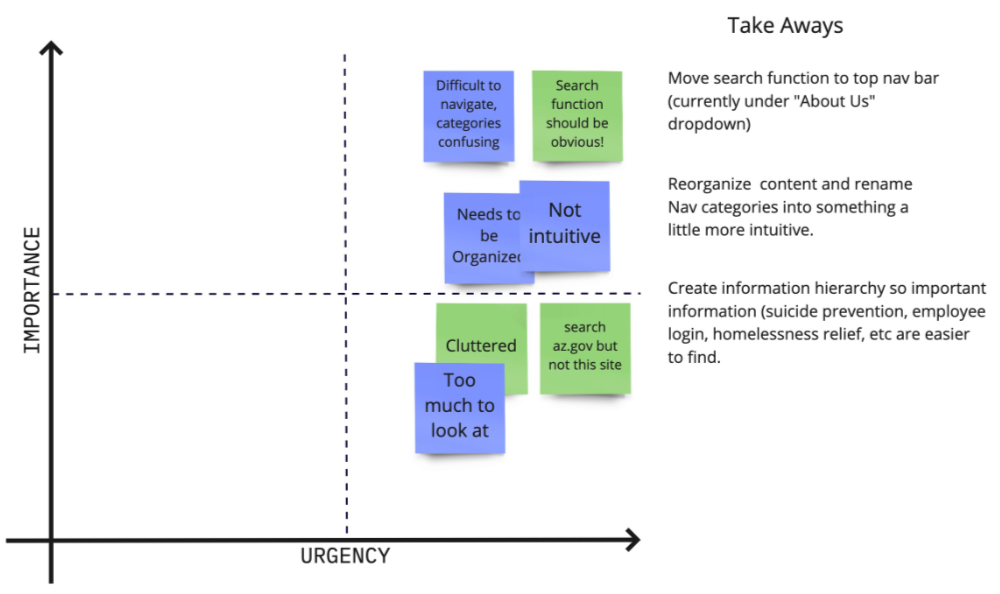 Take Aways
Difficult to
navigate,
categories
confusing
Search
function
should be
obvious!
Move search function to top nav bar
(currently under "About Us"
dropdown)
Needs to
be
Organized
Not
intuitive
Reorganize  content and rename
Nav categories into something a
little more intuitive.
Cluttered
search
az.gov but
not this site
Create information hierarchy so important
information (suicide prevention, employee
login, homelessness relief, etc are easier
to find.
Too
much to
look at
IMPORTANCE
URGENCY